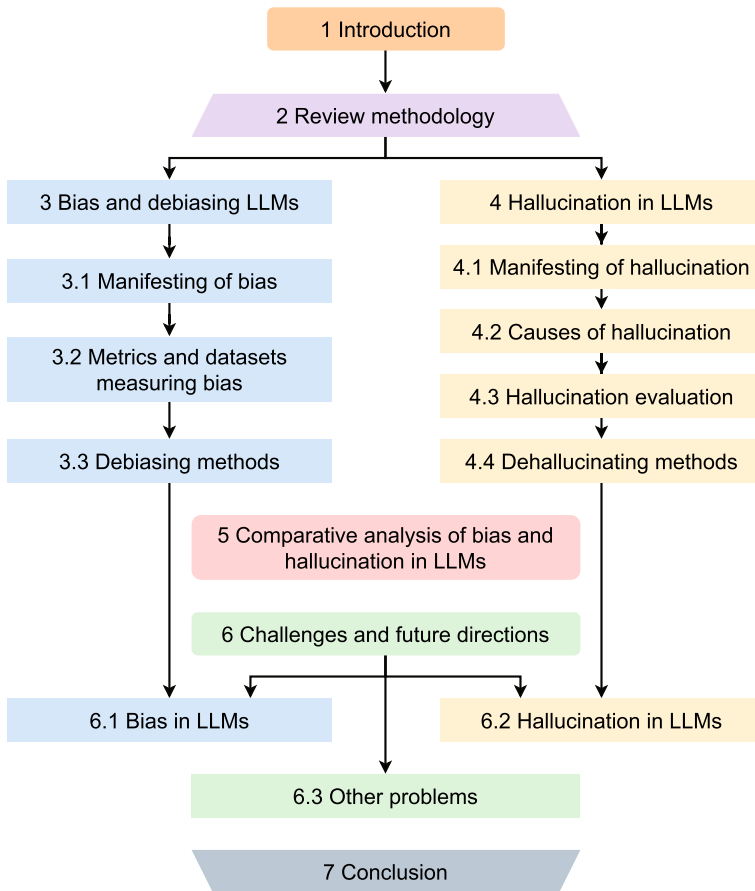 1 Introduction
2 Review methodology
3 Bias and debiasing LLMs
3.1 Manifesting of bias
3.2 Metrics and datasets
measuring bias
3.3 Debiasing methods
4 Hallucination in LLMs
4.1 Manifesting of hallucination
4.2 Causes of hallucination
4.3 Hallucination evaluation
4.4 Dehallucinating methods
5 Comparative analysis of bias and
hallucination in LLMs
6 Challenges and future directions
6.1 Bias in LLMs
6.2 Hallucination in LLMs
6.3 Other problems
7 Conclusion